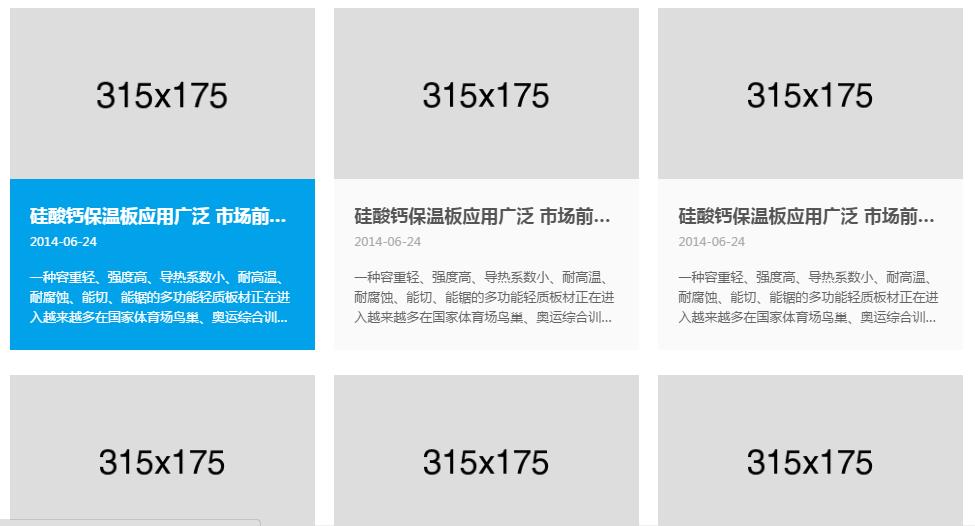 315x175
315x175
315x175
硅酸钙保温板应用广泛 市场前...
2014-06-24
一种容重轻、强度高、导热系数小、耐高温、
耐腐蚀、能切、能锯的多功能轻质板材正在进
入越来越多在国家体育场鸟巢、奥运综合训...
硅酸钙保温板应用广泛 市场前...
2014-06-24
一种容重轻、强度高、导热系数小、耐高温、
耐腐蚀、能切、能锯的多功能轻质板材正在进
入越来越多在国家体育场鸟巢、奥运综合训...
硅酸钙保温板应用广泛 市场前...
2014-06-24
一种容重轻、强度高、导热系数小、耐高温、
耐腐蚀、能切、能锯的多功能轻质板材正在进
入越来越多在国家体育场鸟巢、奥运综合训...
315x175
315x175
315x175